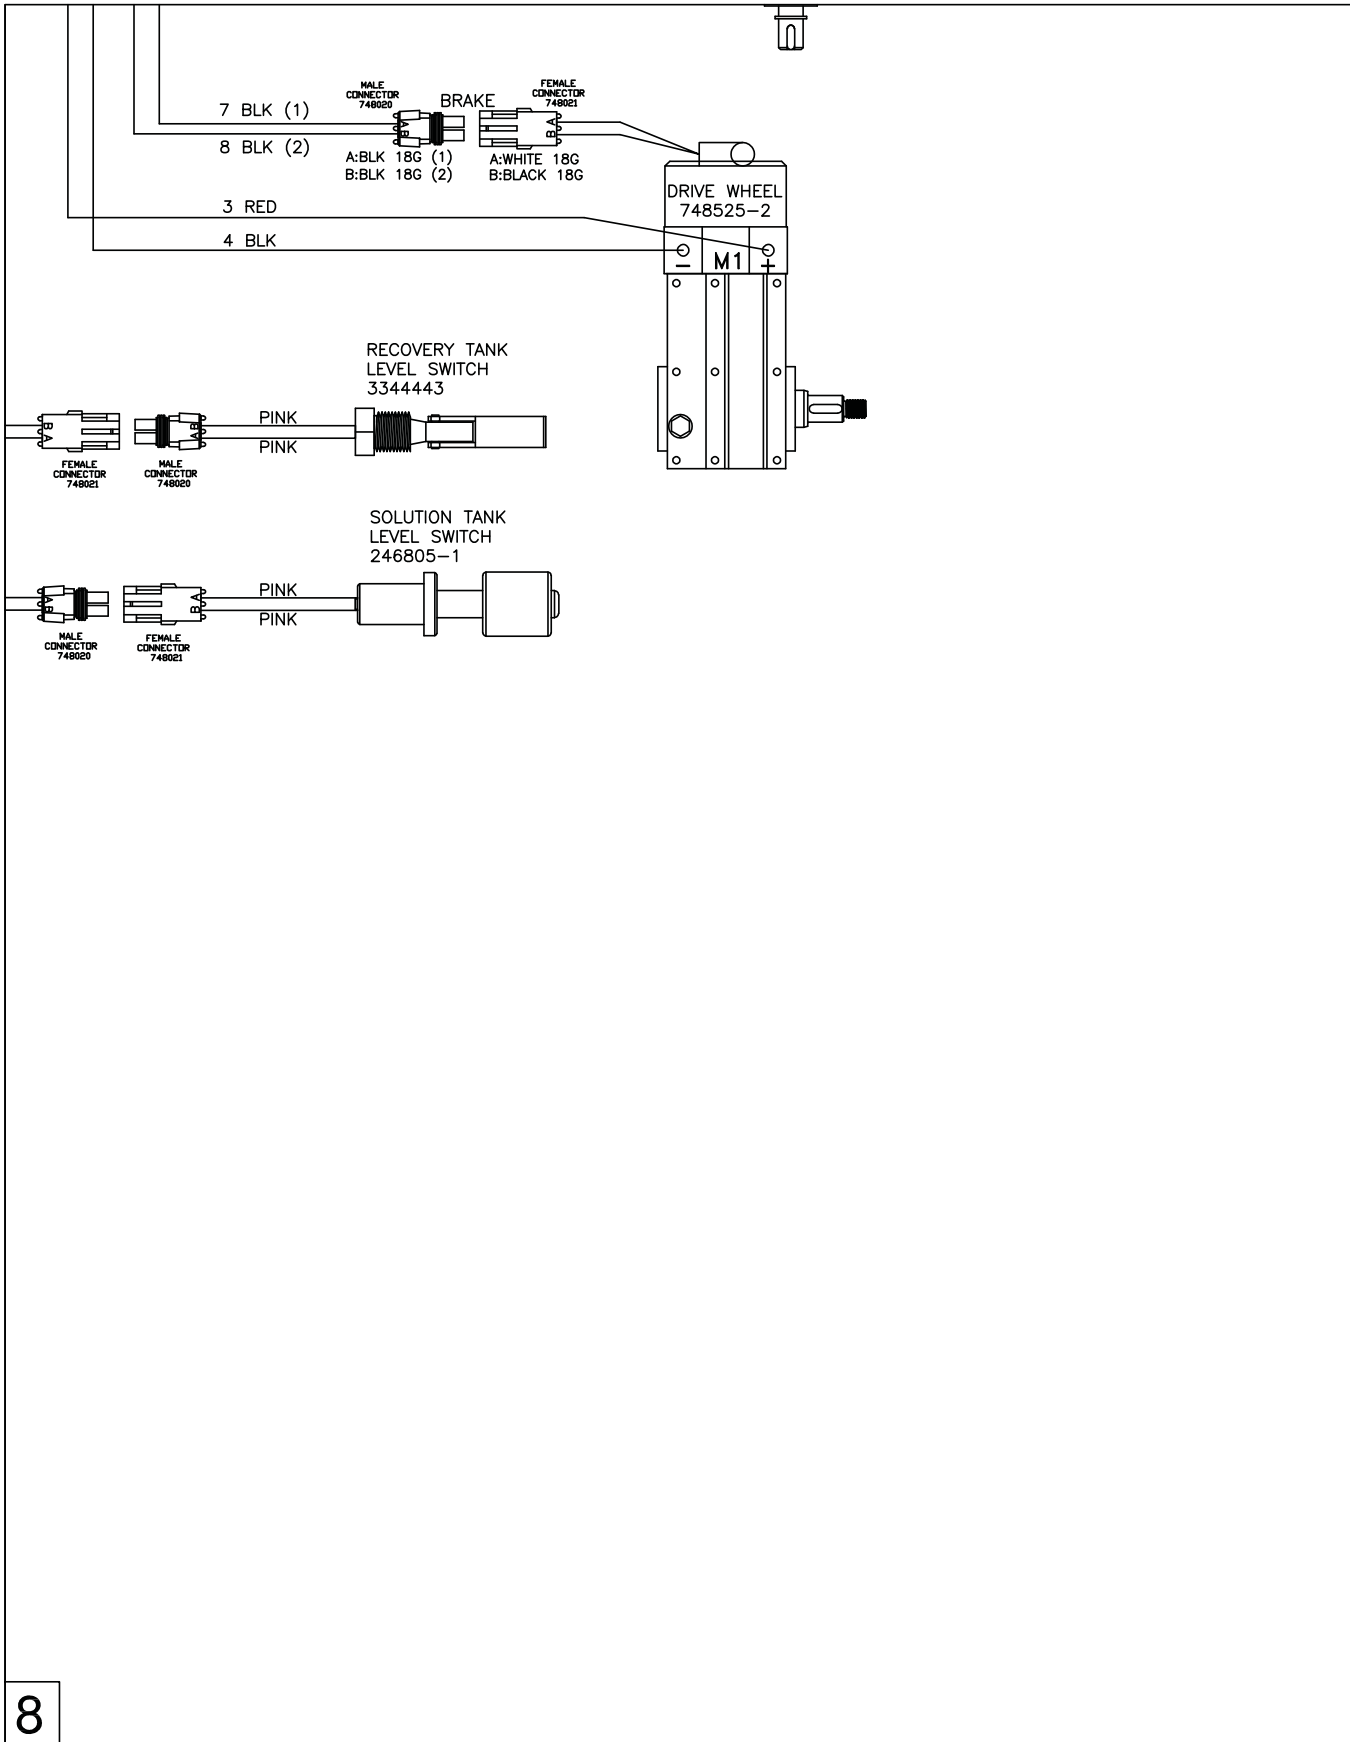 7 BLK (1)
8 BLK (2)
MALE
CONNECTOR
748020
BRAKE
FEMALE
CONNECTOR
748021
A
B
A
B
A:BLK 18G (1)
B:BLK 18G (2)
A:WHITE 18G
B:BLACK 18G
DRIVE WHEEL
748525-2
3 RED
4 BLK
- M1 +
RECOVERY TANK
LEVEL SWITCH
3344443
B
A
B
A
PINK
PINK
FEMALE
CONNECTOR
748021
MALE
CONNECTOR
748020
SOLUTION TANK
LEVEL SWITCH
246805-1
A
B
A
B
PINK
PINK
MALE
CONNECTOR
748020
FEMALE
CONNECTOR
748021
8